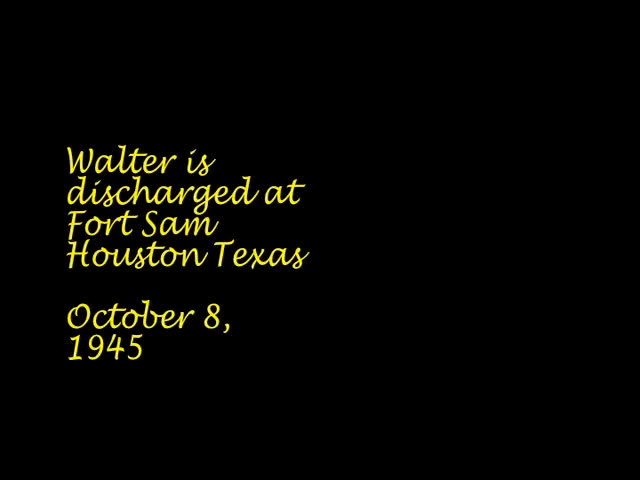 Walter is
discharged at
Fort Sam
Houston Texas
October 8,
1945